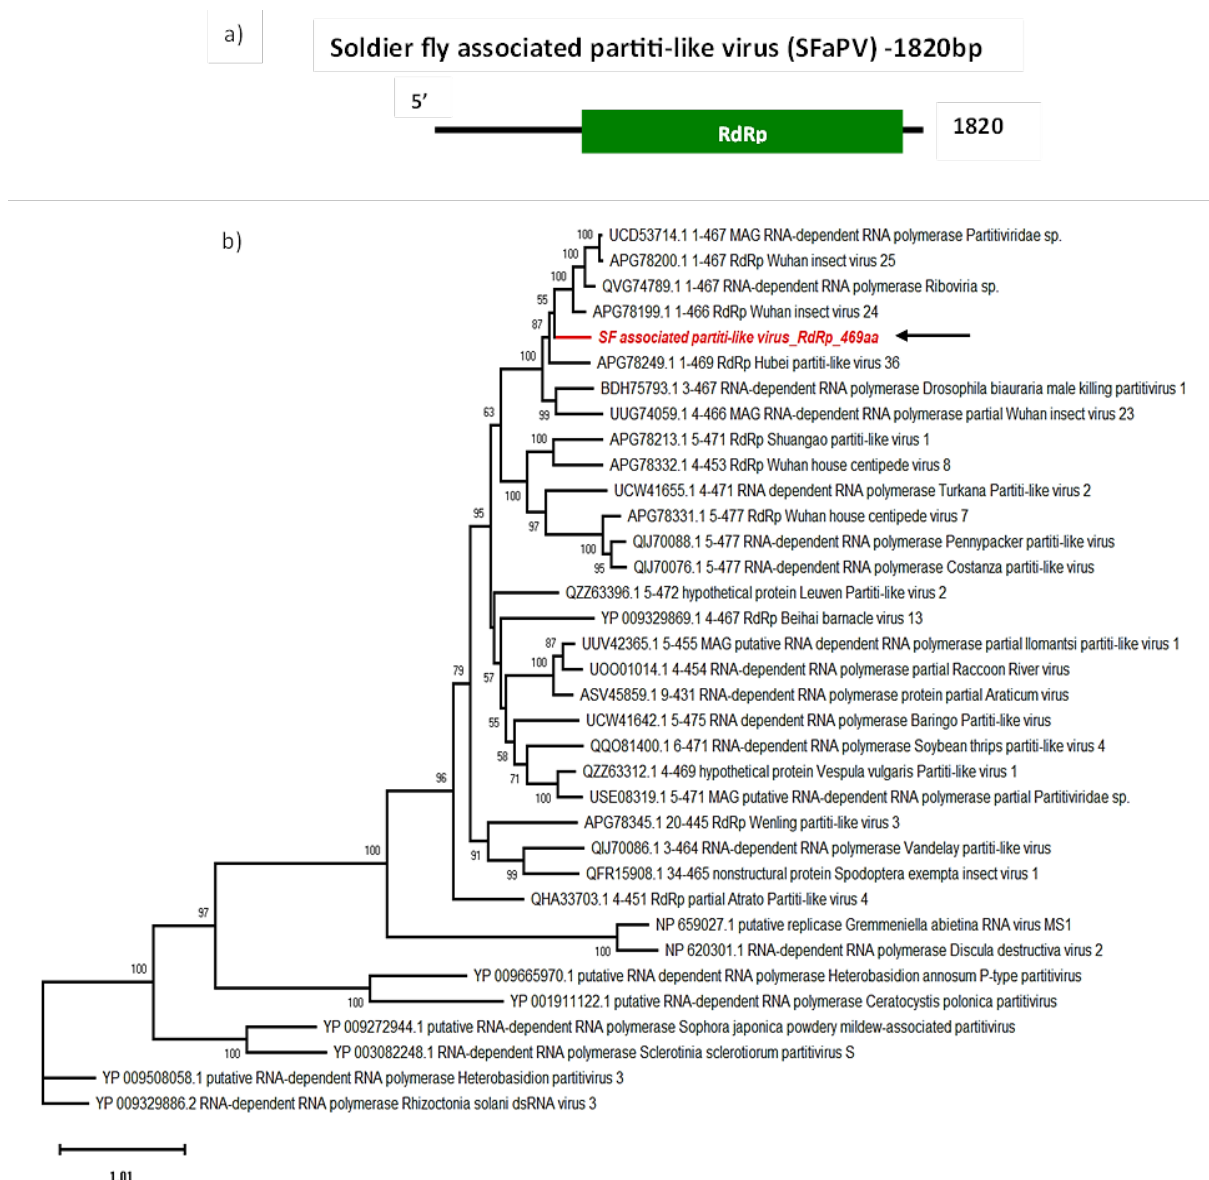 a)
Soldier fly associated partiti-like virus (SFaPV) -1820bp
5’
RdRp
1820
b)
100 UCD53714.1 1-467 MAG RNA-dependent RNA polymerase Partitiviridae sp.
100 APG78200.1 1-467 RdRp Wuhan insect virus 25
100 QVG74789.1 1-467 RNA-dependent RNA polymerase Riboviria sp.
55 APG78199.1 1-466 RdRp Wuhan insect virus 24
87 SF associated partiti-like virus_RdRp_469aa
100 APG78249.1 1-469 RdRp Hubei partiti-like virus 36
BDH75793.1 3-467 RNA-dependent RNA polymerase Drosophila biauraria male killing partitivirus 1
63 99 UUG74059.1 4-466 MAG RNA-dependent RNA polymerase partial Wuhan insect virus 23
100 APG78213.1 5-471 RdRp Shuangao partiti-like virus 1
APG78332.1 4-453 RdRp Wuhan house centipede virus 8
100 UCW41655.1 4-471 RNA dependent RNA polymerase Turkana Partiti-like virus 2
95 97 APG78331.1 5-477 RdRp Wuhan house centipede virus 7
100 QIJ70088.1 5-477 RNA-dependent RNA polymerase Pennypacker partiti-like virus
95 QIJ70076.1 5-477 RNA-dependent RNA polymerase Costanza partiti-like virus
QZZ63396.1 5-472 hypothetical protein Leuven Partiti-like virus 2
YP 009329869.1 4-467 RdRp Beihai barnacle virus 13
87 UUV42365.1 5-455 MAG putative RNA dependent RNA polymerase partial Ilomantsi partiti-like virus 1
79 57 100 UOO01014.1 4-454 RNA-dependent RNA polymerase partial Raccoon River virus
ASV45859.1 9-431 RNA-dependent RNA polymerase protein partial Araticum virus
55 UCW41642.1 5-475 RNA dependent RNA polymerase Baringo Partiti-like virus
58 QQO81400.1 6-471 RNA-dependent RNA polymerase Soybean thrips partiti-like virus 4
96 71 QZZ63312.1 4-469 hypothetical protein Vespula vulgaris Partiti-like virus 1
100 USE08319.1 5-471 MAG putative RNA-dependent RNA polymerase partial Partitiviridae sp.
APG78345.1 20-445 RdRp Wenling partiti-like virus 3
100 91 QIJ70086.1 3-464 RNA-dependent RNA polymerase Vandelay partiti-like virus
99 QFR15908.1 34-465 nonstructural protein Spodoptera exempta insect virus 1
QHA33703.1 4-451 RdRp partial Atrato Partiti-like virus 4
97 NP 659027.1 putative replicase Gremmeniella abietina RNA virus MS1
100 NP 620301.1 RNA-dependent RNA polymerase Discula destructiva virus 2
100 YP 009665970.1 putative RNA dependent RNA polymerase Heterobasidion annosum P-type partitivirus
100 YP 001911122.1 putative RNA-dependent RNA polymerase Ceratocystis polonica partitivirus
YP 009272944.1 putative RNA-dependent RNA polymerase Sophora japonica powdery mildew-associated partitivirus
100 YP 003082248.1 RNA-dependent RNA polymerase Sclerotinia sclerotiorum partitivirus S
YP 009508058.1 putative RNA-dependent RNA polymerase Heterobasidion partitivirus 3
YP 009329886.2 RNA-dependent RNA polymerase Rhizoctonia solani dsRNA virus 3
1.01